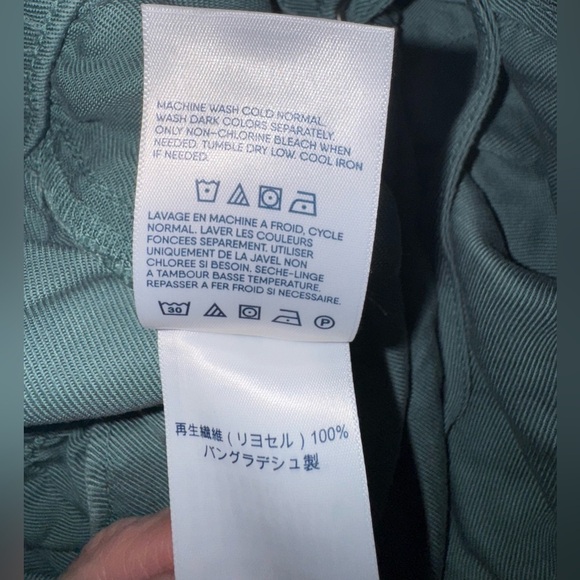 MACHINE WASH COLD NORMAL.
WASH DARK COLORS SEPARATELY.
ONLY NON-CHLORINE BLEACH WHEN
NEEDED. TUMBLE DRY LOW. COOL IRON
IF NEEDED.
LAVAGE EN MACHINE A FROID, CYCLE
NORMAL. LAVER LES COULEURS
FONCEES SEPAREMENT. UTILISER
UNIQUEMENT DE LA JAVEL NON
CHLOREE SI BESOIN. SECHE-LINGE
A TAMBOUR BASSE TEMPERATURE.
REPASSER A FER FROID SI NECESSAIRE.
30 P
再生繊維 (リヨセル) 100%
バングラデシュ製